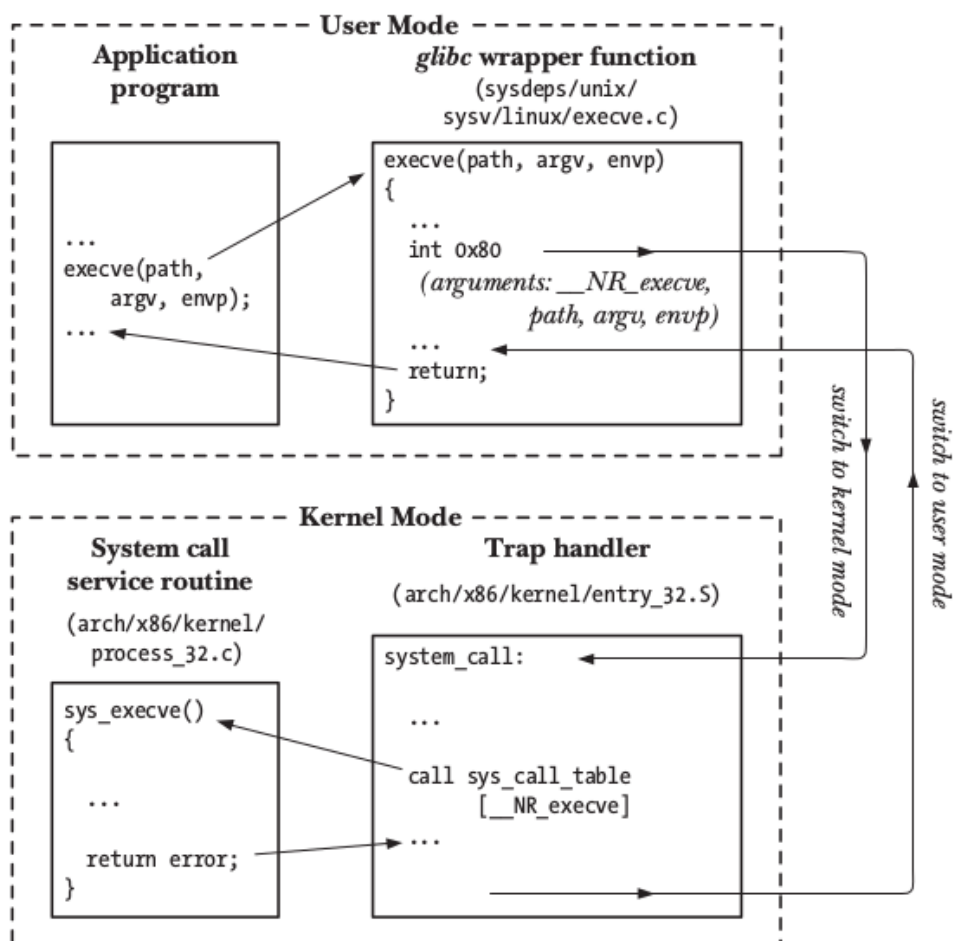 User Mode
Application
program
glibc wrapper function
(sysdeps/unix/
sysv/linux/execve.c)
...
execve(path,
argv, envp);
...
execve(path, argv, envp)
{
...
int 0x80
(arguments: __NR_execve,
path, argv, envp)
...
return;
}
switch to kernel mode
switch to user mode
Kernel Mode
System call
service routine
(arch/x86/kernel/
process_32.c)
Trap handler
(arch/x86/kernel/entry_32.S)
sys_execve()
{
...
return error;
}
system_call:
...
call sys_call_table
[__NR_execve]
...